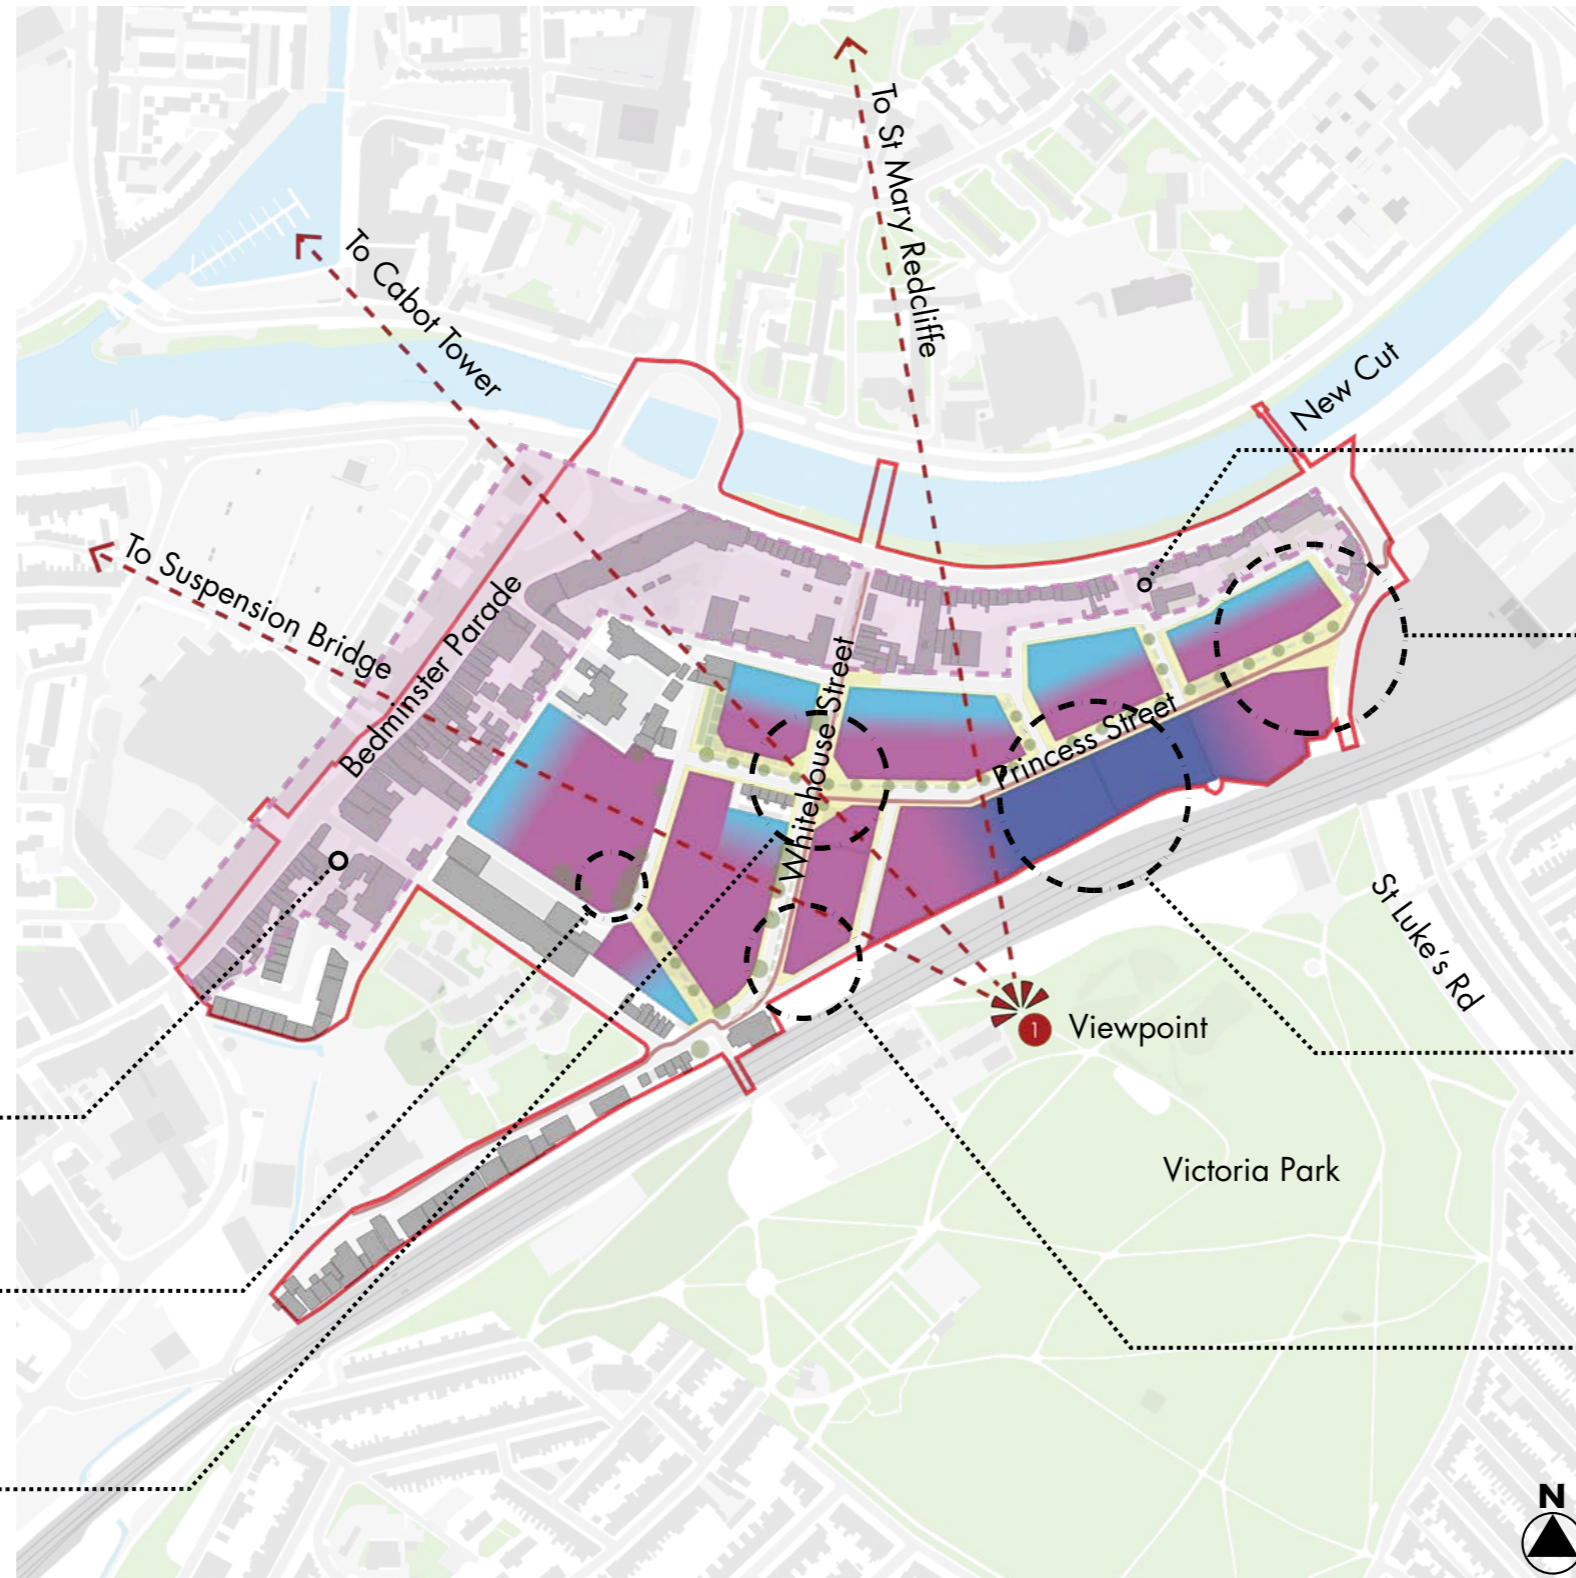 To St Mary Redcliffe
To Cabot Tower
New Cut
To Suspension Bridge
Bedminster Parade
Whitehouse Street
Princess Street
St Luke's Rd
1
Viewpoint
Victoria Park
N